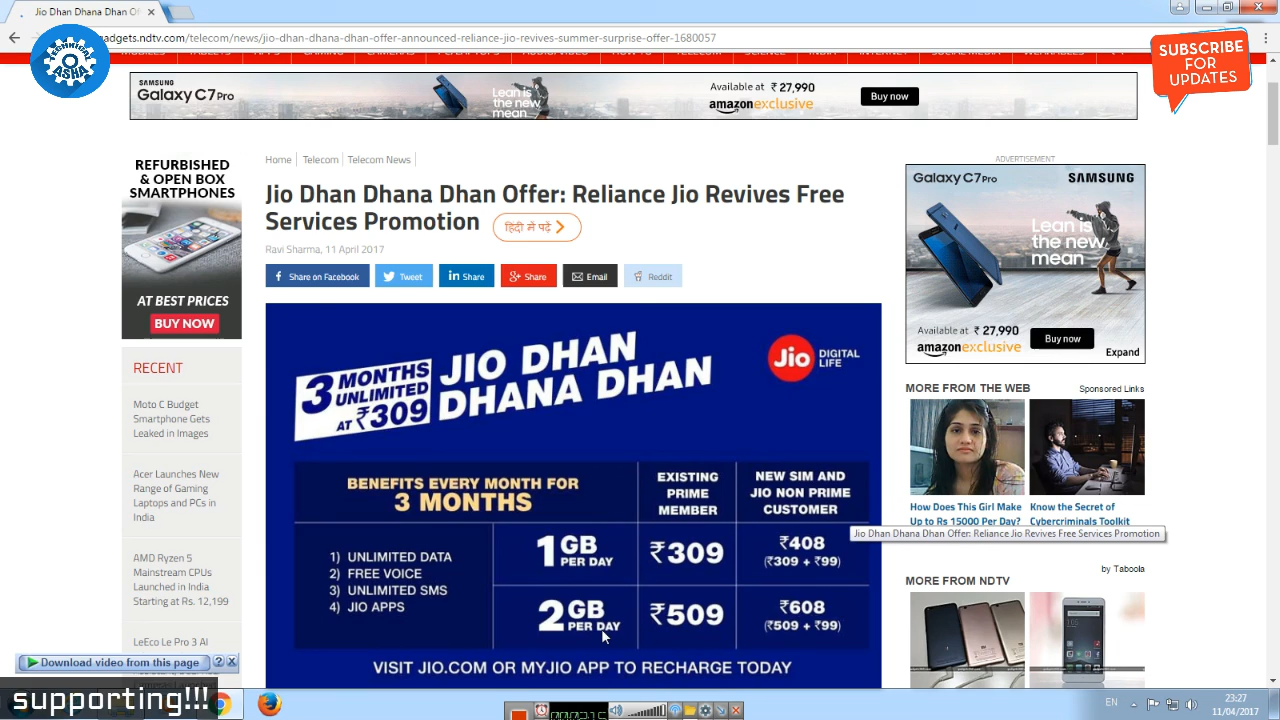 Jio Dhan Dhana Dhan Of
adgets.ndtv.com/telecom/news/jio-dhan-dhana-dhan-offer-announced-reliance-jio-revives-summer-surprise-offer-1680057
TECHNICAL
ASHA
SUBSCRIBE
FOR
UPDATES
SAMSUNG
Galaxy C7 Pro
Lean is
the new
mean
Available at ₹ 27,990
amazonexclusive
Buy now
REFURBISHED
& OPEN BOX
SMARTPHONES
AT BEST PRICES
BUY NOW
Home
Telecom
Telecom News
Jio Dhan Dhana Dhan Offer: Reliance Jio Revives Free
Services Promotion
हिंदी में पढ़ें
Ravi Sharma, 11 April 2017
Share on Facebook
Tweet
in Share
Share
Email
Reddit
3 MONTHS
UNLIMITED
AT ₹309
JIO DHAN
DHANA DHAN
Jio DIGITAL
LIFE
BENEFITS EVERY MONTH FOR
3 MONTHS
EXISTING
PRIME
MEMBER
NEW SIM AND
JIO NON PRIME
CUSTOMER
1) UNLIMITED DATA
2) FREE VOICE
3) UNLIMITED SMS
4) JIO APPS
1 GB
PER DAY
₹309
₹408
(₹309 + ₹99)
2 GB
PER DAY
₹509
₹608
(₹509 + ₹99)
VISIT JIO.COM OR MYJIO APP TO RECHARGE TODAY
RECENT
Moto C Budget
Smartphone Gets
Leaked in Images
Acer Launches New
Range of Gaming
Laptops and PCs in
India
AMD Ryzen 5
Mainstream CPUs
Launched in India
Starting at Rs. 12,199
LeEco Le Pro 3 AI
ADVERTISEMENT
Galaxy C7 Pro
SAMSUNG
Lean is
the new
mean
Available at ₹ 27,990
amazonexclusive
Buy now
Expand
MORE FROM THE WEB
Sponsored Links
How Does This Girl Make
Up to Rs 15000 Per Day?
Know the Secret of
Cybercriminals Toolkit
Jio Dhan Dhana Dhan Offer: Reliance Jio Revives Free Services Promotion
by Taboola
MORE FROM NDTV
Download video from this page
supporting!!!
EN
23:27
11/04/2017